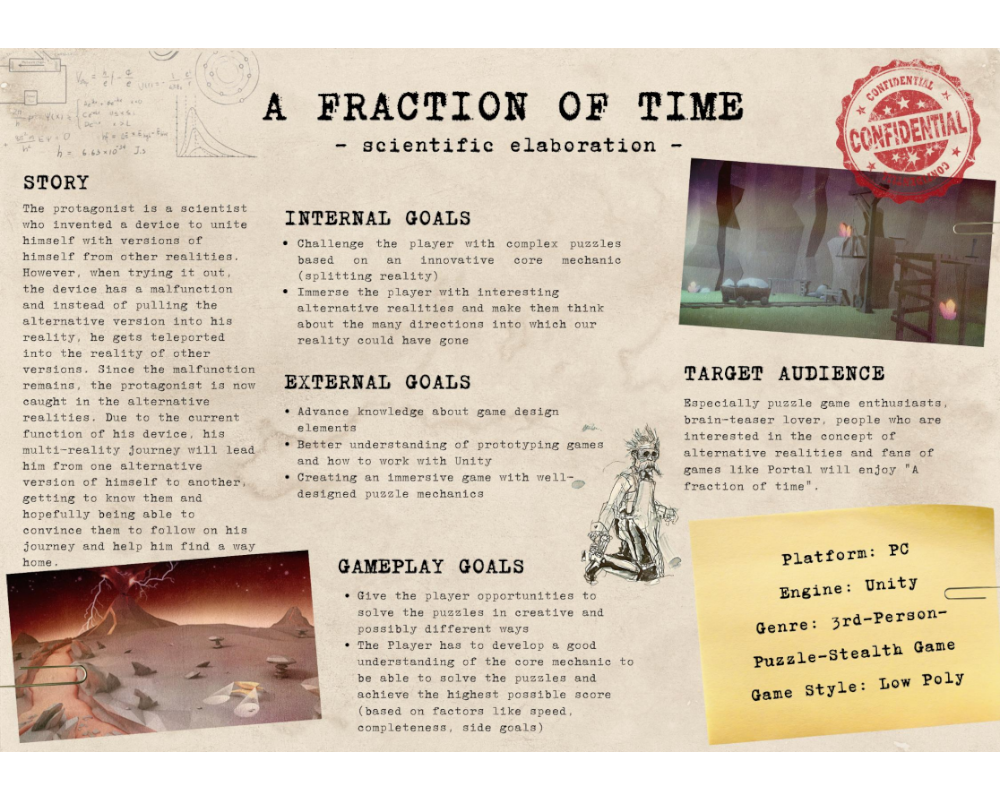 A FRACTION OF TIME
- scientific elaboration -
CONFIDENTIAL
CONFIDENTIAL
STORY
The protagonist is a scientist
who invented a device to unite
himself with versions of
himself from other realities.
However, when trying it out,
the device has a malfunction
and instead of pulling the
alternative version into his
reality, he gets teleported
into the reality of other
versions. Since the malfunction
remains, the protagonist is now
caught in the alternative
realities. Due to the current
function of his device, his
multi-reality journey will lead
him from one alternative
version of himself to another,
getting to know them and
hopefully being able to
convince them to follow on his
journey and help him find a way
home.
INTERNAL GOALS
• Challenge the player with complex puzzles
based on an innovative core mechanic
(splitting reality)
• Immerse the player with interesting
alternative realities and make them think
about the many directions into which our
reality could have gone
EXTERNAL GOALS
• Advance knowledge about game design
elements
• Better understanding of prototyping games
and how to work with Unity
• Creating an immersive game with well-
designed puzzle mechanics
GAMEPLAY GOALS
• Give the player opportunities to
solve the puzzles in creative and
possibly different ways
• The Player has to develop a good
understanding of the core mechanic to
be able to solve the puzzles and
achieve the highest possible score
(based on factors like speed,
completeness, side goals)
TARGET AUDIENCE
Especially puzzle game enthusiasts,
brain-teaser lover, people who are
interested in the concept of
alternative realities and fans of
games like Portal will enjoy "A
fraction of time".
Platform: PC
Engine: Unity
Genre: 3rd-Person-
Puzzle-Stealth Game
Game Style: Low Poly